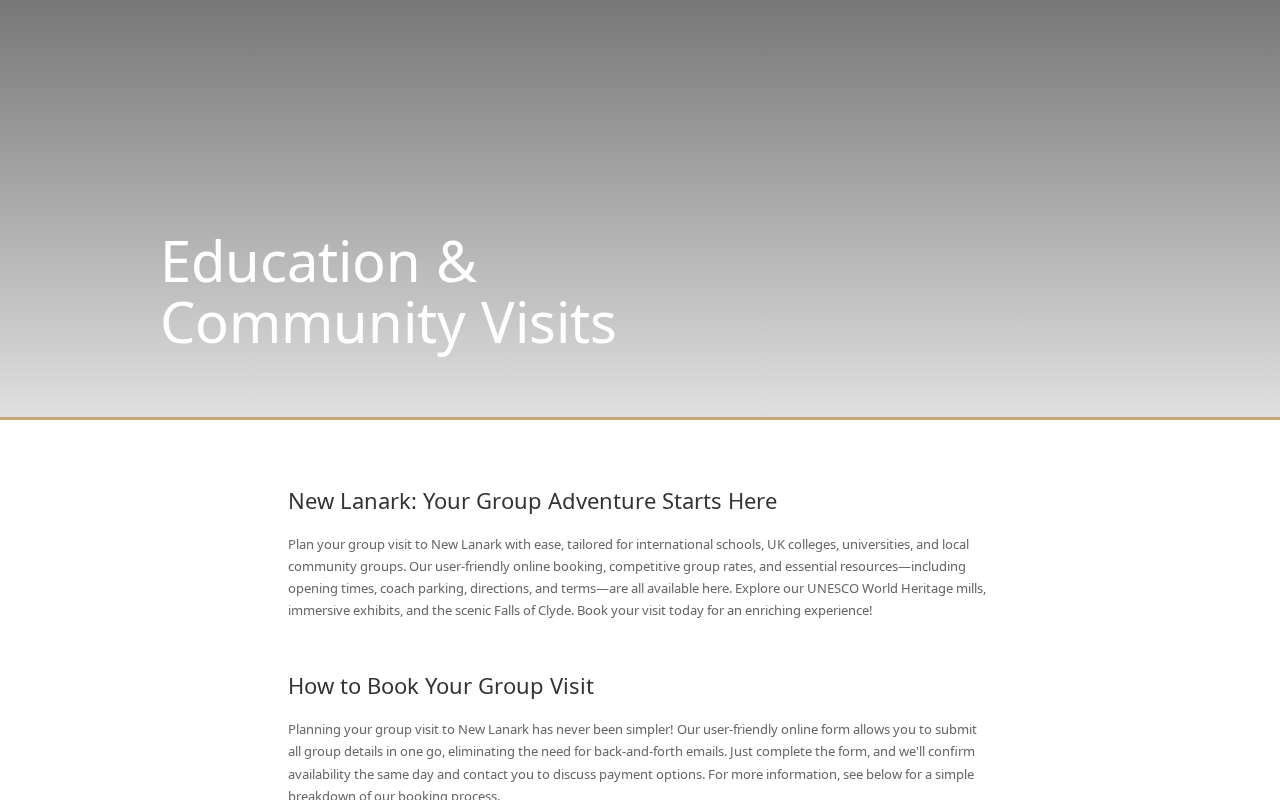 Education &
Community Visits
New Lanark: Your Group Adventure Starts Here
Plan your group visit to New Lanark with ease, tailored for international schools, UK colleges, universities, and local
community groups. Our user-friendly online booking, competitive group rates, and essential resources—including
opening times, coach parking, directions, and terms—are all available here. Explore our UNESCO World Heritage mills,
immersive exhibits, and the scenic Falls of Clyde. Book your visit today for an enriching experience!
How to Book Your Group Visit
Planning your group visit to New Lanark has never been simpler! Our user-friendly online form allows you to submit
all group details in one go, eliminating the need for back-and-forth emails. Just complete the form, and we'll confirm
availability the same day and contact you to discuss payment options. For more information, see below for a simple
breakdown of our booking process.